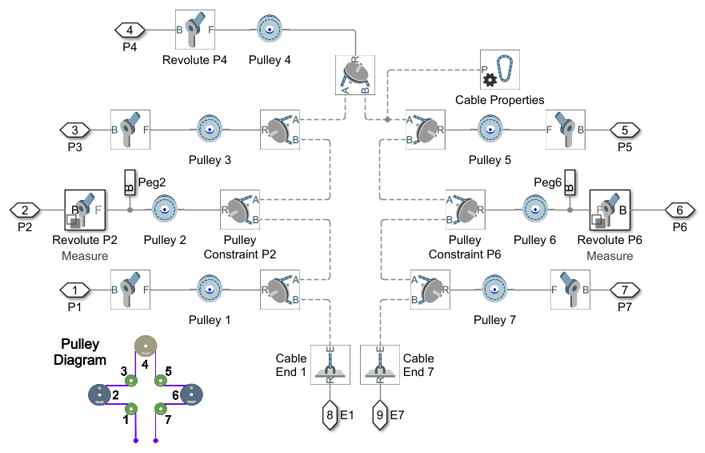 4
P4
B
F
Revolute P4
Pulley 4
R
A
B
P
Cable Properties
3
P3
B
F
Pulley 3
R
A
B
A
B
R
Pulley 5
F
B
5
P5
2
P2
B
F
Revolute P2
Measure
B
Peg2
Pulley 2
R
A
B
Pulley
Constraint P2
A
B
R
Pulley
Constraint P6
Pulley 6
Peg6
B
B
Revolute P6
Measure
6
P6
1
P1
B
F
Pulley 1
R
A
B
A
B
R
Pulley 7
F
B
7
P7
Pulley
Diagram
3
4
5
2
6
1
7
Cable
End 1
E
R
8
E1
E
R
Cable
End 7
9
E7